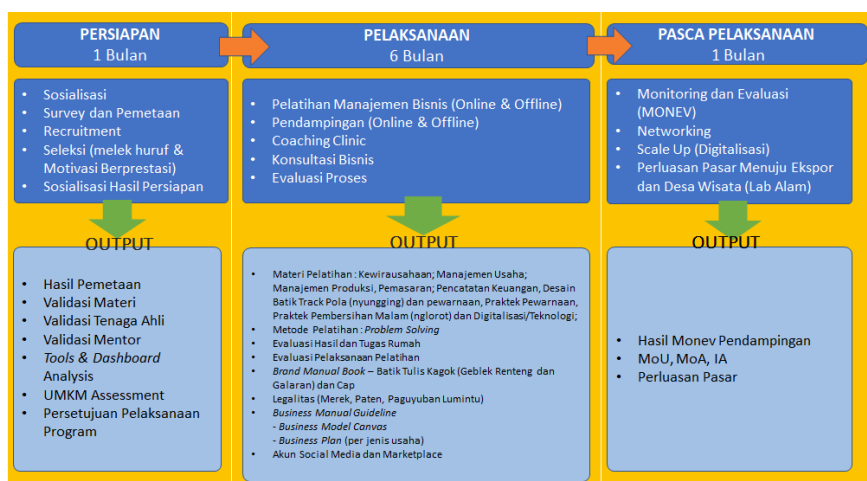 PERSIAPAN
1 Bulan
PELAKSANAAN
6 Bulan
PASCA PELAKSANAAN
1 Bulan
• Sosialisasi
• Survey dan Pemetaan
• Recruitment
• Seleksi (melek huruf &
Motivasi Berprestasi)
• Sosialisasi Hasil Persiapan
• Pelatihan Manajemen Bisnis (Online & Offline)
• Pendampingan (Online & Offline)
• Coaching Clinic
• Konsultasi Bisnis
• Evaluasi Proses
• Monitoring dan Evaluasi
(MONEV)
• Networking
• Scale Up (Digitalisasi)
• Perluasan Pasar Menuju Ekspor
dan Desa Wisata (Lab Alam)
OUTPUT
• Hasil Pemetaan
• Validasi Materi
• Validasi Tenaga Ahli
• Validasi Mentor
• Tools & Dashboard
Analysis
• UMKM Assessment
• Persetujuan Pelaksanaan
Program
OUTPUT
• Materi Pelatihan : Kewirausahaan; Manajemen Usaha;
Manajemen Produksi, Pemasaran; Pencatatan Keuangan, Desain
Batik Track Pola (nyungging) dan pewarnaan, Praktek Pewarnaan,
Praktek Pembersihan Malam (nglorot) dan Digitalisasi/Teknologi;
• Metode Pelatihan : Problem Solving
• Evaluasi Hasil dan Tugas Rumah
• Evaluasi Pelaksanaan Pelatihan
• Brand Manual Book – Batik Tulis Kagok (Geblek Renteng dan
Galaran) dan Cap
• Legalitas (Merek, Paten, Paguyuban Lumintu)
• Business Manual Guideline
- Business Model Canvas
- Business Plan (per jenis usaha)
• Akun Social Media dan Marketplace
OUTPUT
• Hasil Monev Pendampingan
• MoU, MoA, IA
• Perluasan Pasar